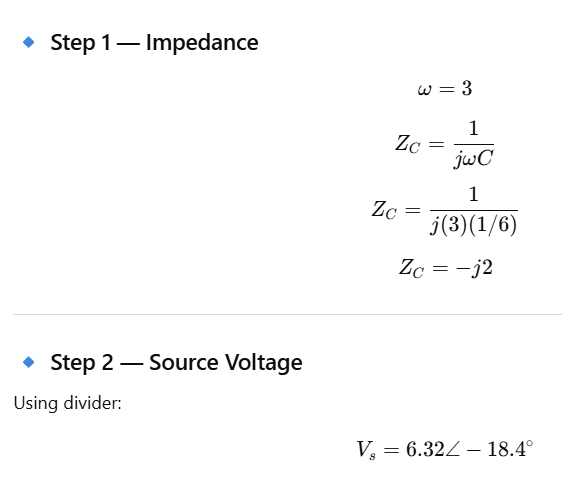 Step 1 — Impedance
ω = 3
Z_C = 1/(jωC)
Z_C = 1/(j(3)(1/6))
Z_C = −j2
Step 2 — Source Voltage
Using divider:
V_s = 6.32∠ − 18.4°